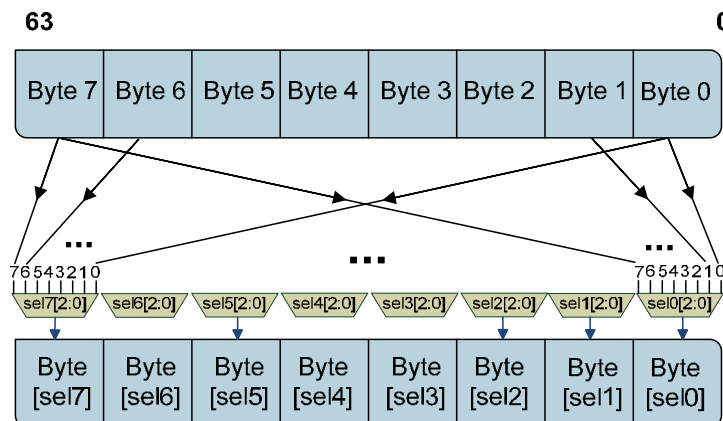 63 0
Byte 7 Byte 6 Byte 5 Byte 4 Byte 3 Byte 2 Byte 1 Byte 0
... ...
...
76543210 76543210
sel7[2:0] sel6[2:0] sel5[2:0] sel4[2:0] sel3[2:0] sel2[2:0] sel1[2:0] sel0[2:0]
Byte Byte Byte Byte Byte Byte Byte Byte
[sel7] [sel6] [sel5] [sel4] [sel3] [sel2] [sel1] [sel0]